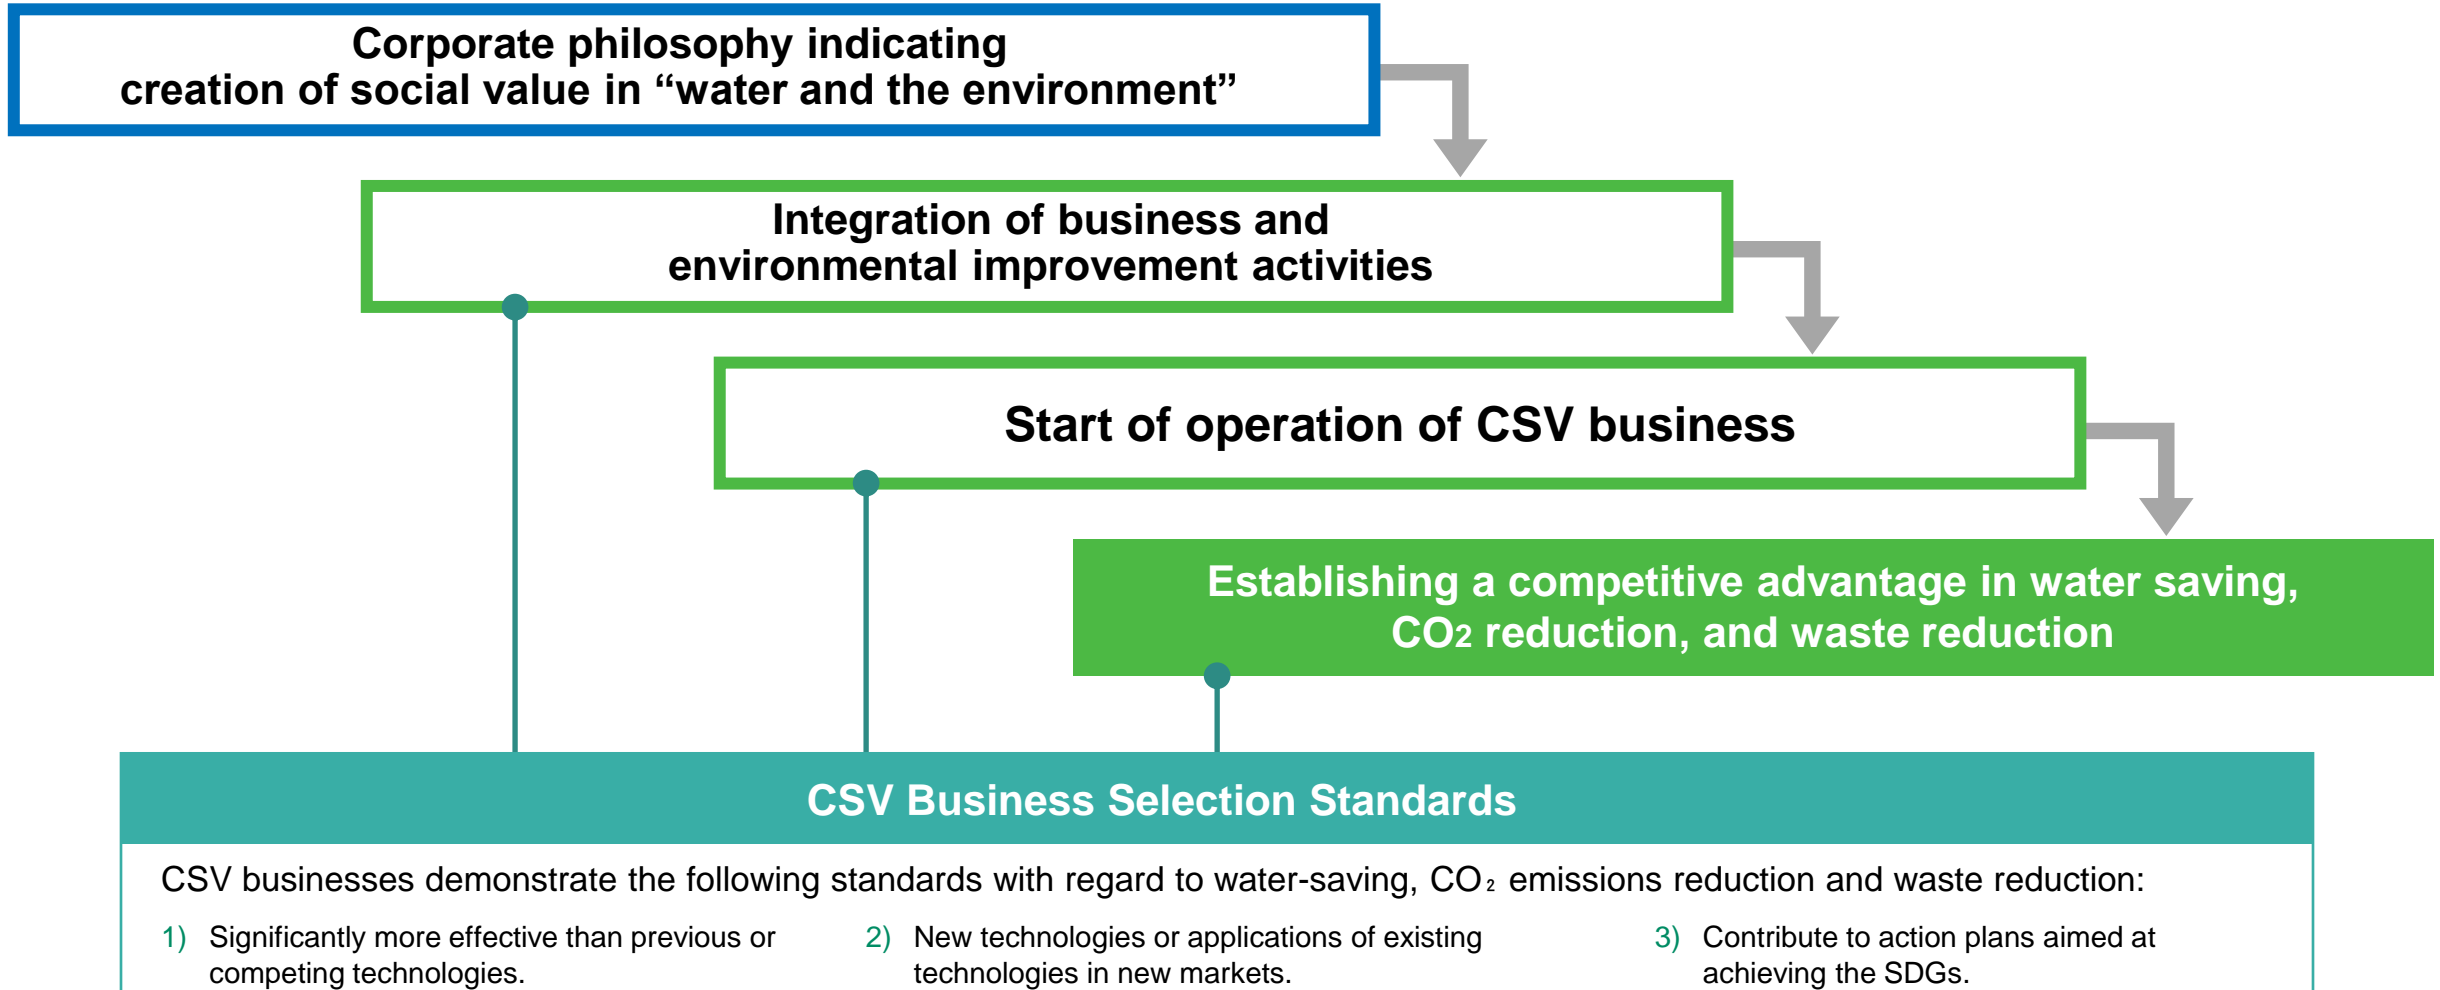 Corporate philosophy indicating
creation of social value in “water and the environment”
Integration of business and
environmental improvement activities
Start of operation of CSV business
Establishing a competitive advantage in water saving,
CO2 reduction, and waste reduction
CSV Business Selection Standards
CSV businesses demonstrate the following standards with regard to water-saving, CO₂ emissions reduction and waste reduction:
1) Significantly more effective than previous or
competing technologies.
2) New technologies or applications of existing
technologies in new markets.
3) Contribute to action plans aimed at
achieving the SDGs.